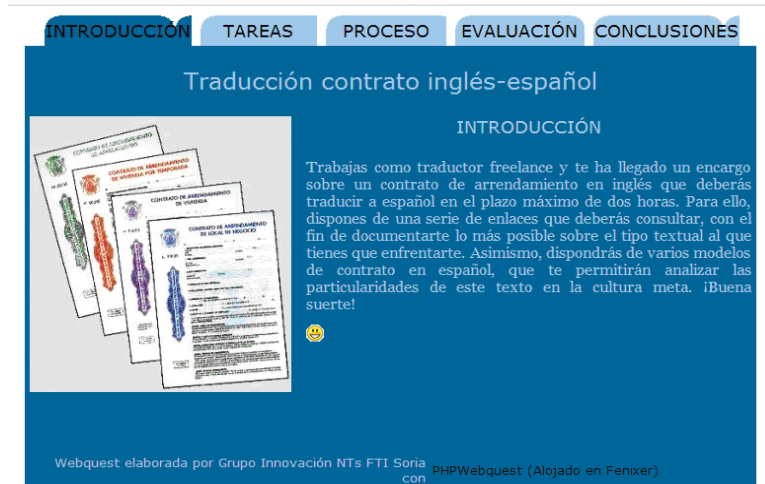 INTRODUCCIÓN TAREAS PROCESO EVALUACIÓN CONCLUSIONES
Traducción contrato inglés-español
CONTRATO DE ARRENDAMIENTO
DE VIVIENDA
CONTRATO DE ARRENDAMIENTO
DE VIVIENDA POR TEMPORADA
CONTRATO DE ARRENDAMIENTO
DE VIVIENDA
CONTRATO DE ARRENDAMIENTO
DE LOCAL DE NEGOCIO
INTRODUCCIÓN
Trabajas como traductor freelance y te ha llegado un encargo
sobre un contrato de arrendamiento en inglés que deberás
traducir a español en el plazo máximo de dos horas. Para ello,
dispones de una serie de enlaces que deberás consultar, con el
fin de documentarte lo más posible sobre el tipo textual al que
tienes que enfrentarte. Asimismo, dispondrás de varios modelos
de contrato en español, que te permitirán analizar las
particularidades de este texto en la cultura meta. ¡Buena
suerte!
Webquest elaborada por Grupo Innovación NTs FTI Soria
con PHPWebquest (Alojado en Fenixer)